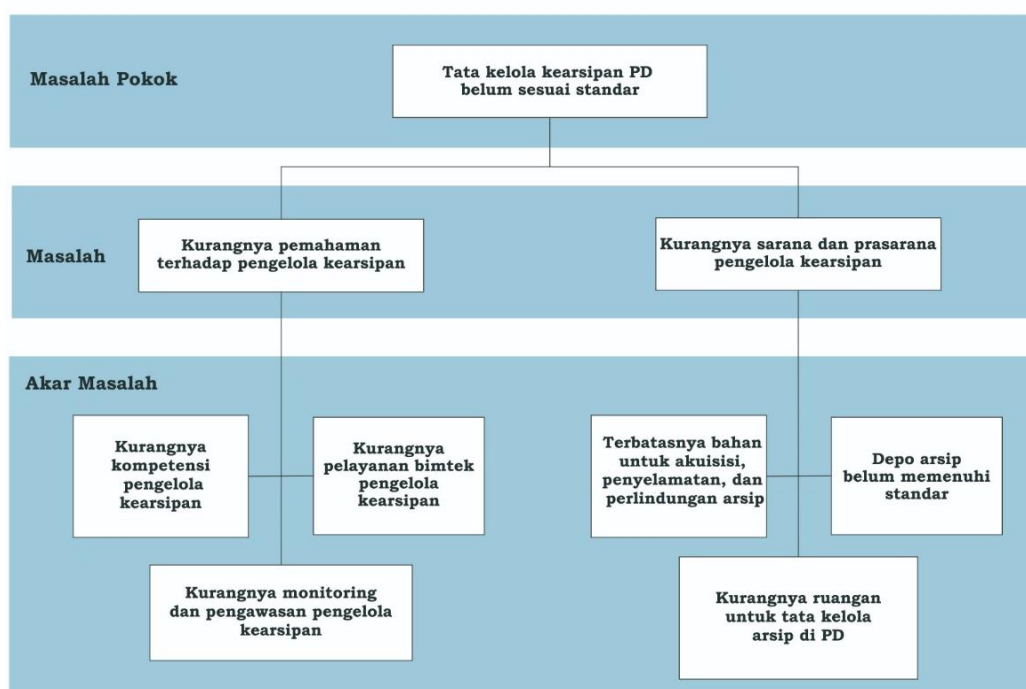 Masalah Pokok
Tata kelola kearsipan PD
belum sesuai standar
Masalah
Kurangnya pemahaman
terhadap pengelola kearsipan
Kurangnya sarana dan prasarana
pengelola kearsipan
Akar Masalah
Kurangnya
kompetensi
pengelola
kearsipan
Kurangnya
pelayanan bimtek
pengelola
kearsipan
Terbatasnya bahan
untuk akuisisi,
penyelamatan, dan
perlindungan arsip
Depo arsip
belum memenuhi
standar
Kurangnya monitoring
dan pengawasan pengelola
kearsipan
Kurangnya ruangan
untuk tata kelola
arsip di PD